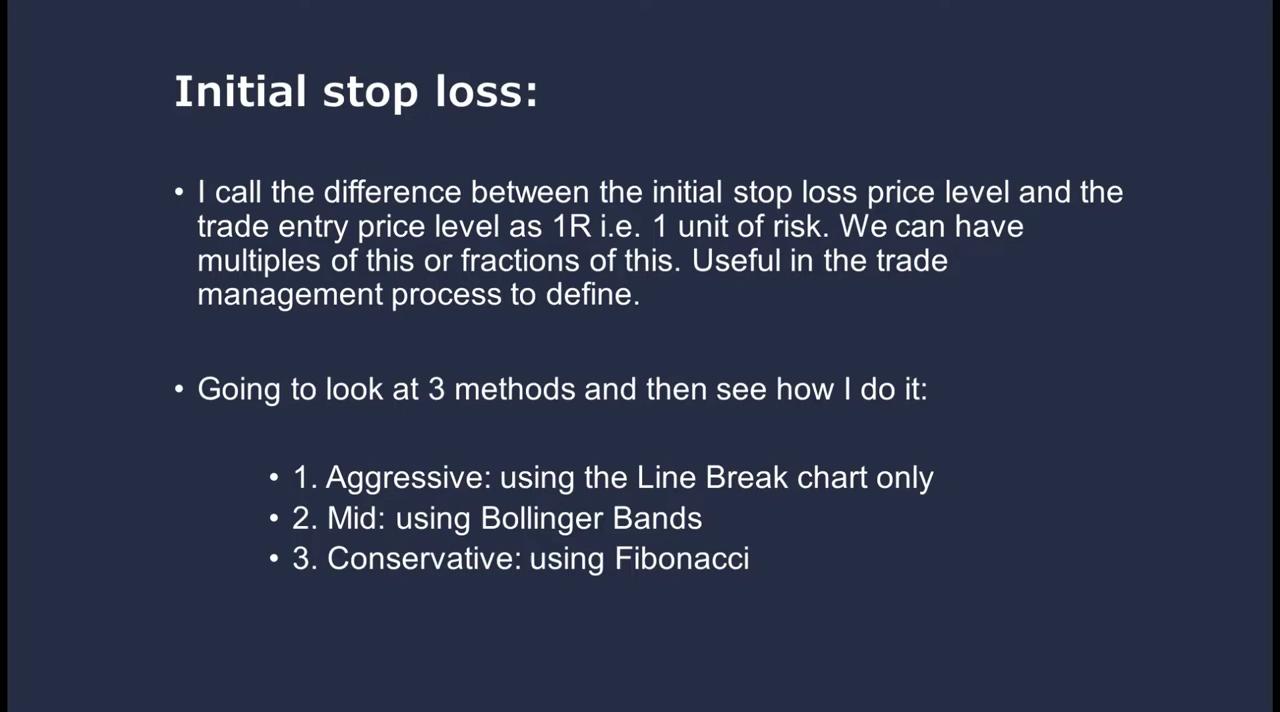 Initial stop loss:
• I call the difference between the initial stop loss price level and the
trade entry price level as 1R i.e. 1 unit of risk. We can have
multiples of this or fractions of this. Useful in the trade
management process to define.
• Going to look at 3 methods and then see how I do it:
• 1. Aggressive: using the Line Break chart only
• 2. Mid: using Bollinger Bands
• 3. Conservative: using Fibonacci